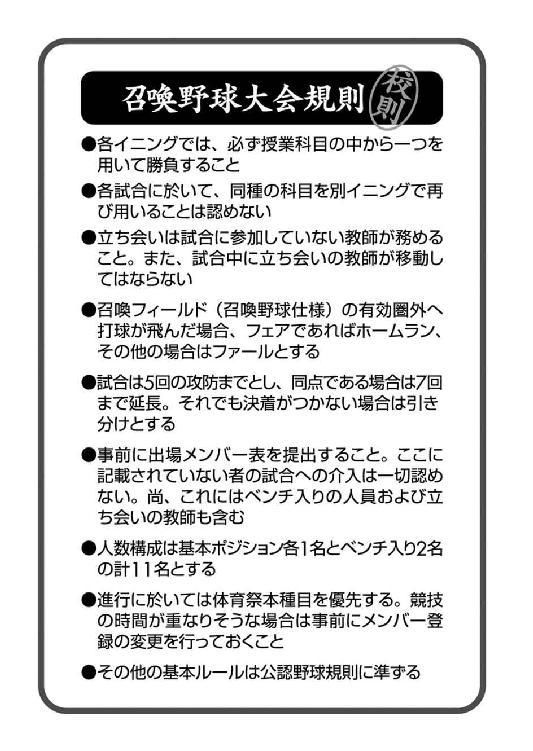 召喚野球大会規則
校則
●各イニングでは、必ず授業科目の中から一つを
用いて勝負すること
●各試合に於いて、同種の科目を別イニングで再
び用いることは認めない
●立ち会いは試合に参加していない教師が務める
こと。また、試合中に立ち会いの教師が移動し
てはならない
●召喚フィールド（召喚野球仕様）の有効圏外へ
打球が飛んだ場合、フェアであればホームラン、
その他の場合はファールとする
●試合は5回の攻防までとし、同点である場合は7回
まで延長。それでも決着がつかない場合は引き
分けとする
●事前に出場メンバー表を提出すること。ここに
記載されていない者の試合への介入は一切認め
ない。尚、これにはベンチ入りの人員および立
ち会いの教師も含む
●人数構成は基本ポジション各1名とベンチ入り2名
の計11名とする
●進行に於いては体育祭本種目を優先する。競技
の時間が重なりそうな場合は事前にメンバー登
録の変更を行っておくこと
●その他の基本ルールは公認野球規則に準ずる